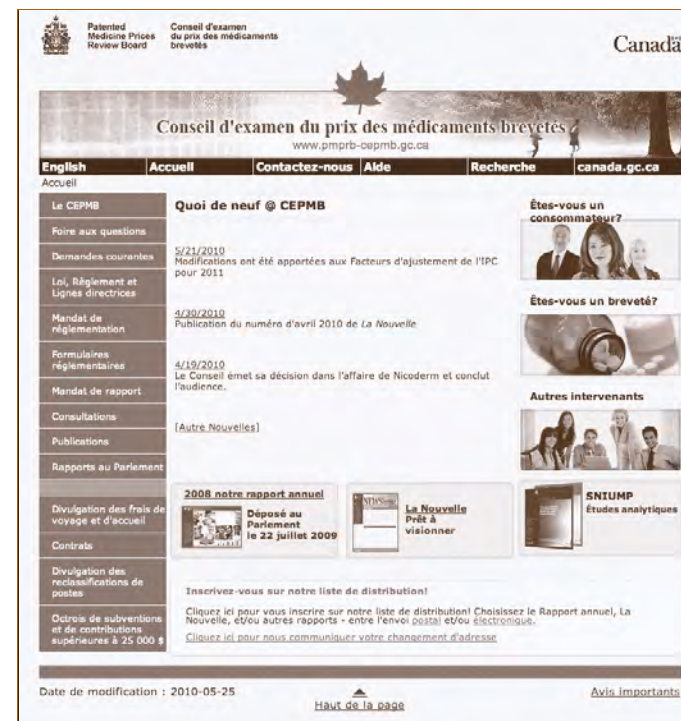 Patented
Medicine Prices
Review Board
Conseil d'examen
du prix des médicaments
brevetés
Canada
Conseil d'examen du prix des médicaments brevetés
www.pmprb-cepmb.gc.ca
English
Accueil
Contactez-nous
Aide
Recherche
canada.gc.ca
Accueil
Le CEPMB
Foire aux questions
Demandes courantes
Loi, Règlement et
Lignes directrices
Mandat de
réglementation
Formulaires
réglementaires
Mandat de rapport
Consultations
Publications
Rapports au Parlement
Divulgation des frais de
voyage et d'accueil
Contrats
Divulgation des
reclassifications de
postes
Octrois de subventions
et de contributions
supérieures à 25 000 $
Quoi de neuf @ CEPMB
5/21/2010
Modifications ont été apportées aux Facteurs d'ajustement de l'IPC
pour 2011
4/30/2010
Publication du numéro d'avril 2010 de La Nouvelle
4/19/2010
Le Conseil émet sa décision dans l'affaire de Nicoderm et conclut
l'audience.
[Autre Nouvelles]
Êtes-vous un
consommateur?
Êtes-vous un breveté?
Autres intervenants
2008 notre rapport annuel
Déposé au
Parlement
le 22 juillet 2009
NEWS
La Nouvelle
Prêt à
visionner
SNIUMP
Études analytiques
Inscrivez-vous sur notre liste de distribution!
Cliquez ici pour vous inscrire sur notre liste de distribution! Choisissez le Rapport annuel, La
Nouvelle, et/ou autres rapports - entre l'envoi postal et/ou électronique.
Cliquez ici pour nous communiquer votre changement d'adresse
Date de modification : 2010-05-25
Haut de la page
Avis importants